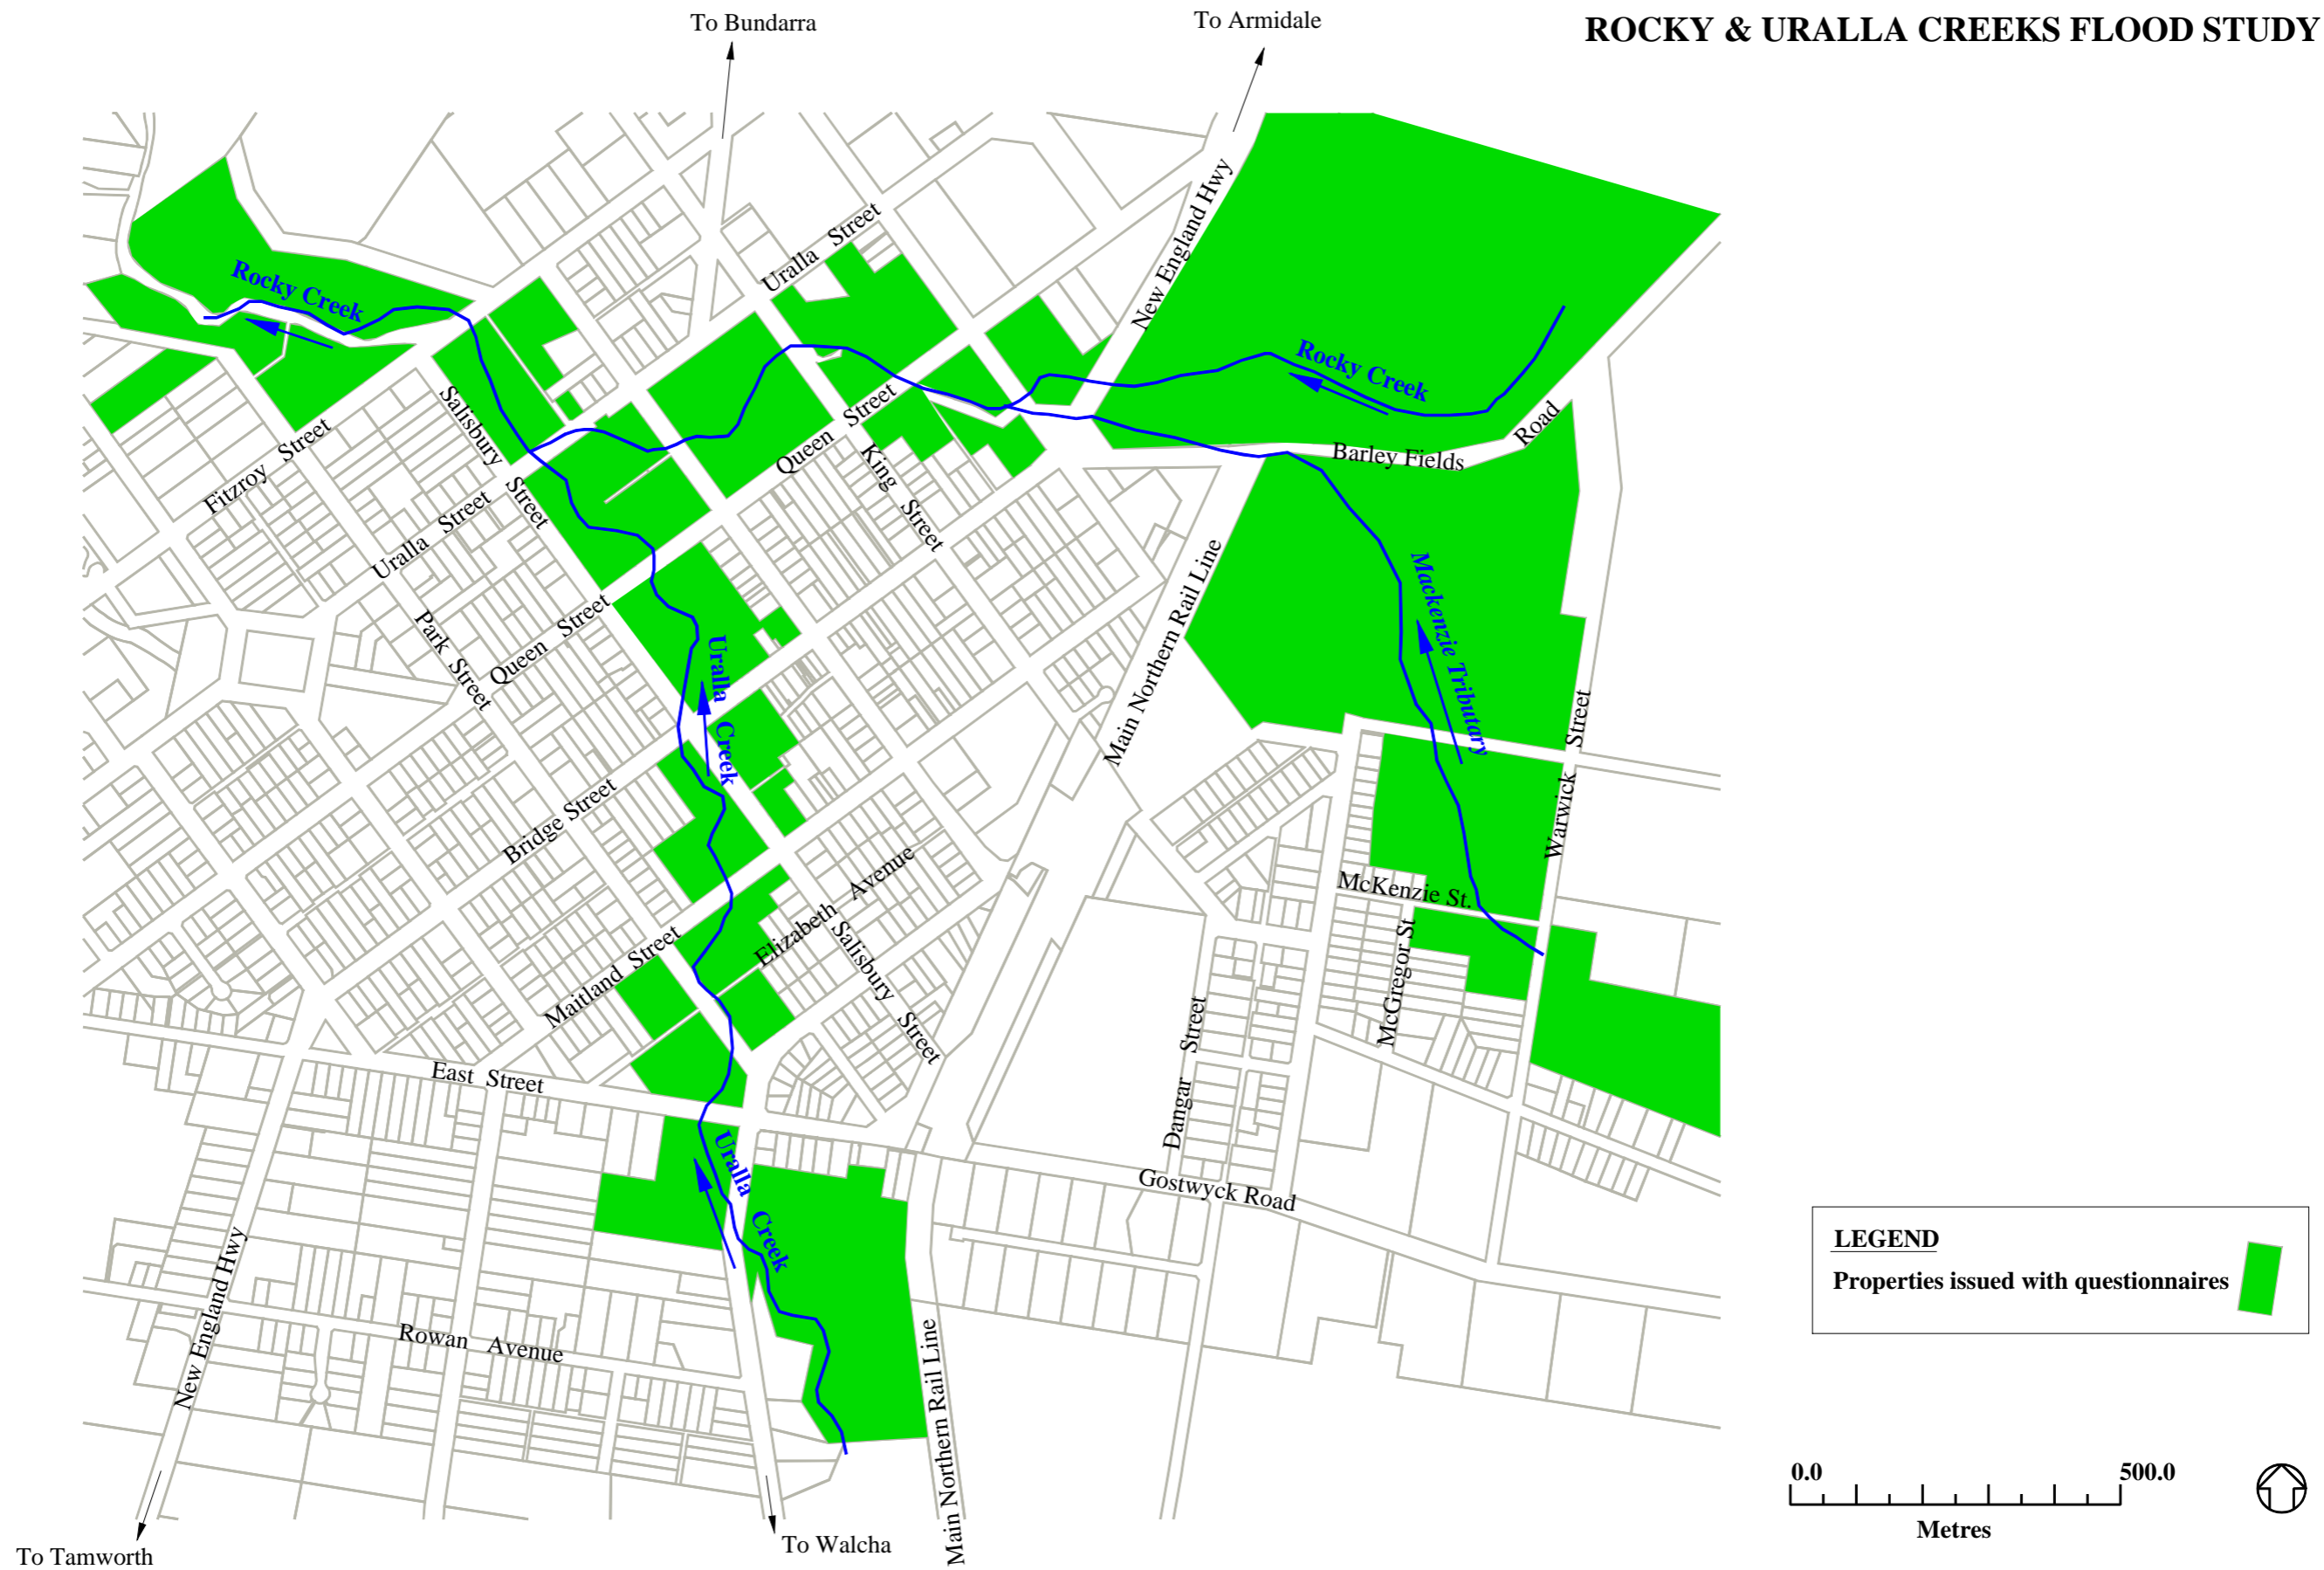 To Bundarra
To Armidale
ROCKY & URALLA CREEKS FLOOD STUDY
New England Hwy
Uralla Street
Rocky Creek
Rocky Creek
Salisbury Street
Queen Street
King Street
Barley Fields Road
Fitzroy Street
Uralla Street
Main Northern Rail Line
Mackenzie Tributary
Park Street
Queen Street
Uralla Creek
Warwick Street
Bridge Street
McKenzie St.
Elizabeth Avenue
Salisbury Street
Maitland Street
McGregor St
Dangar Street
East Street
Uralla Creek
Gostwyck Road
New England Hwy
Rowan Avenue
Main Northern Rail Line
To Tamworth
To Walcha
LEGEND
Properties issued with questionnaires
0.0 500.0
Metres